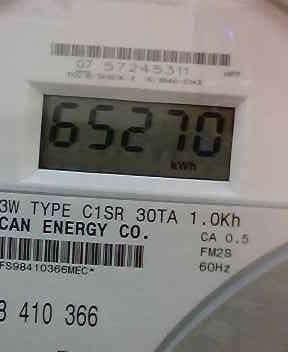 07 57245311
65270
kWh
3W TYPE C1SR 30TA 1.0Kh
CAN ENERGY CO.
CA 0.5
FM2S
60Hz
FS98410366MEC*
8 410 366